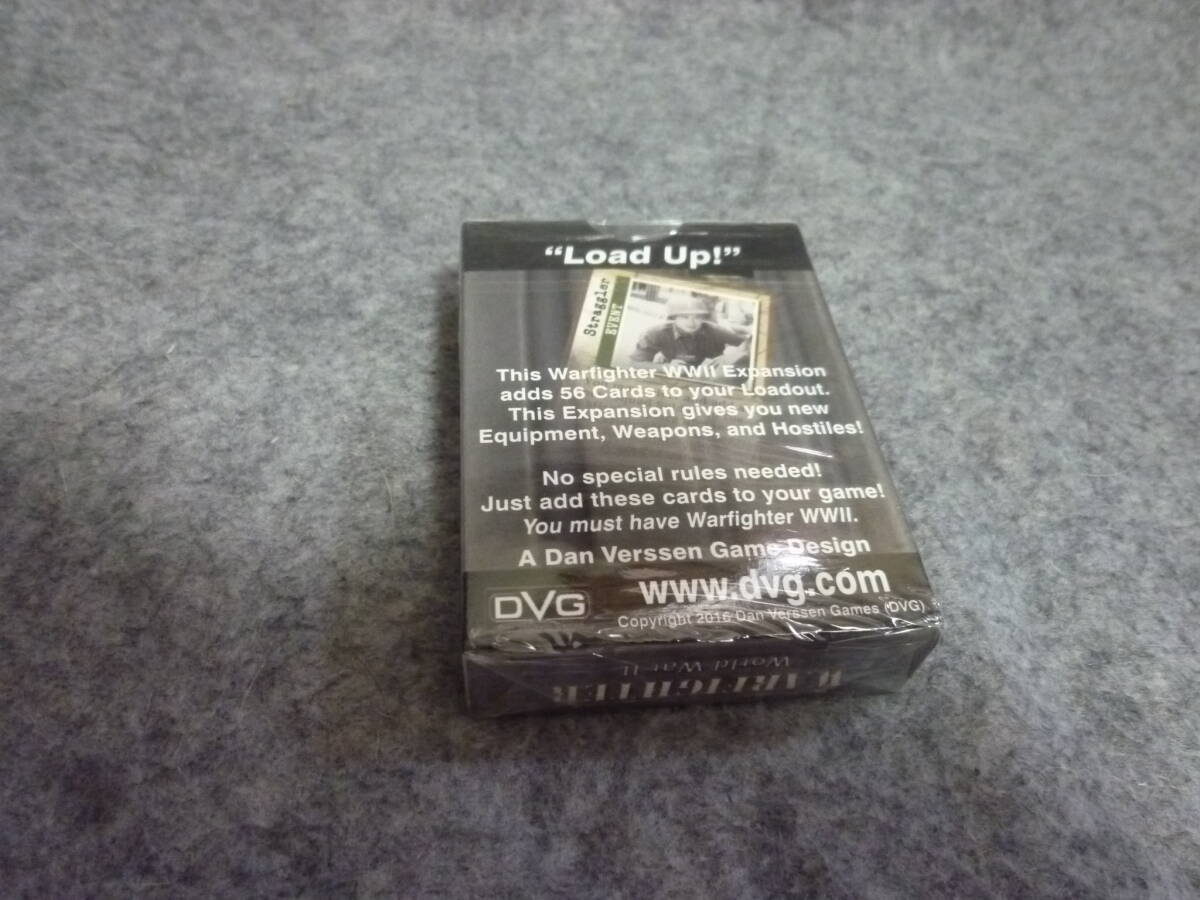 “Load Up!”
Straggler
EVENT
This Warfighter WWII Expansion
adds 56 Cards to your Loadout.
This Expansion gives you new
Equipment, Weapons, and Hostiles!
No special rules needed!
Just add these cards to your game!
You must have Warfighter WWII.
A Dan Verssen Game Design
www.dvg.com
DVG
Copyright 2016 Dan Verssen Games (DVG)
World War II
WARFIGHTER